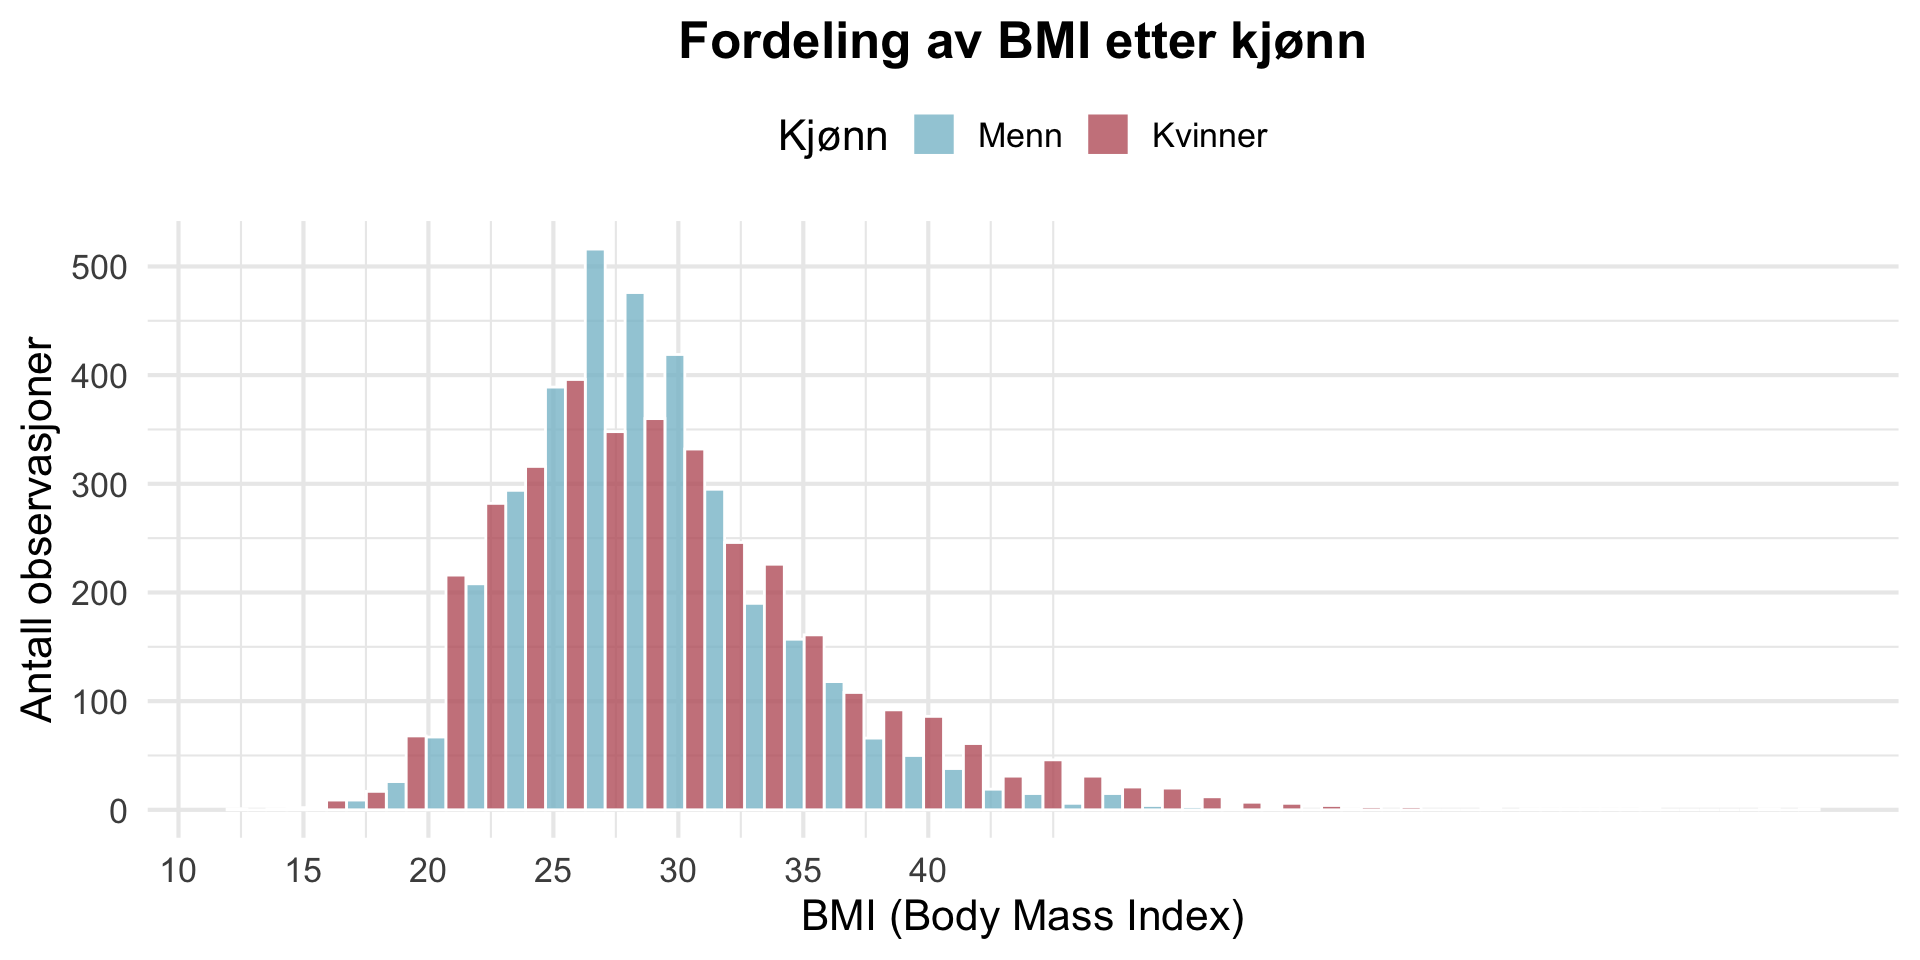 Fordeling av BMI etter kjønn
Kjønn Menn Kvinner
500
400
300
200
100
0
Antall observasjoner
10 15 20 25 30 35 40
BMI (Body Mass Index)